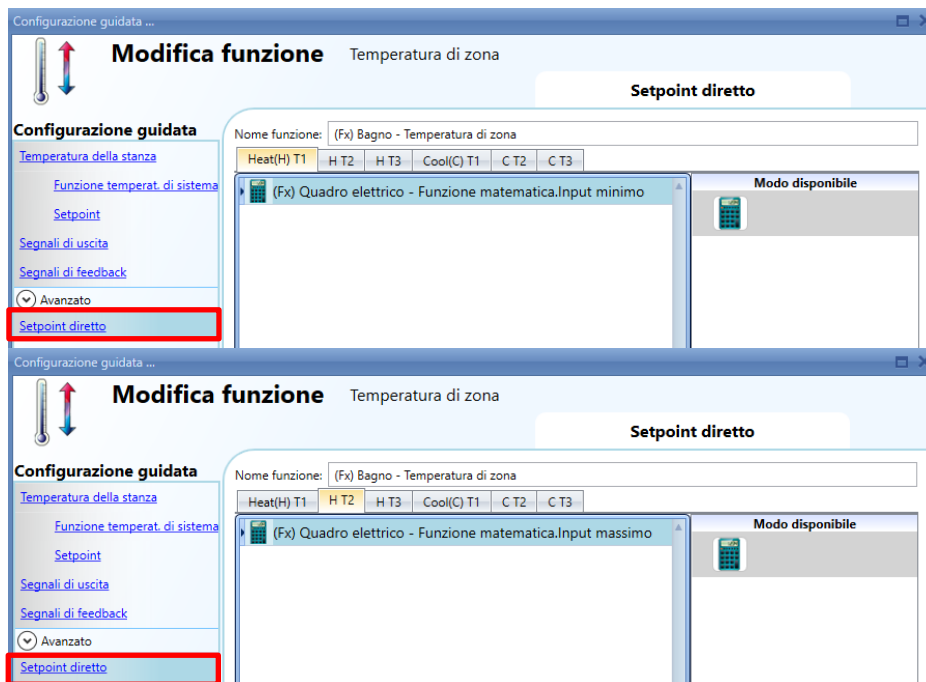 Configurazione guidata ...
Modifica funzione Temperatura di zona
Setpoint diretto
Configurazione guidata
Nome funzione: (Fx) Bagno - Temperatura di zona
Temperatura della stanza
Heat(H) T1 H T2 H T3 Cool(C) T1 C T2 C T3
Funzione temperat. di sistema
(Fx) Quadro elettrico - Funzione matematica.Input minimo
Modo disponibile
Setpoint
Segnali di uscita
Segnali di feedback
Avanzato
Setpoint diretto
Configurazione guidata ...
Modifica funzione Temperatura di zona
Setpoint diretto
Configurazione guidata
Nome funzione: (Fx) Bagno - Temperatura di zona
Temperatura della stanza
Heat(H) T1 H T2 H T3 Cool(C) T1 C T2 C T3
Funzione temperat. di sistema
(Fx) Quadro elettrico - Funzione matematica.Input massimo
Modo disponibile
Setpoint
Segnali di uscita
Segnali di feedback
Avanzato
Setpoint diretto